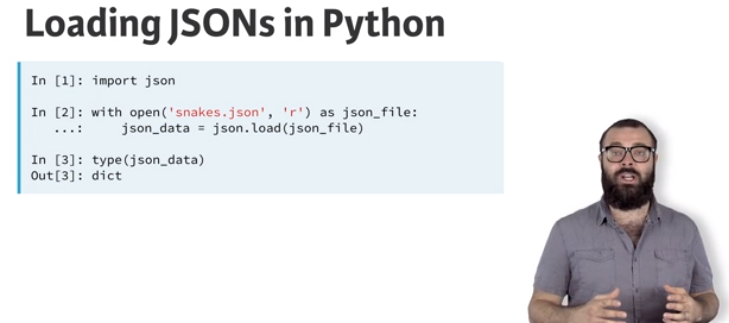 Loading JSONs in Python
In [1]: import json
In [2]: with open('snakes.json', 'r') as json_file:
...:     json_data = json.load(json_file)
In [3]: type(json_data)
Out[3]: dict